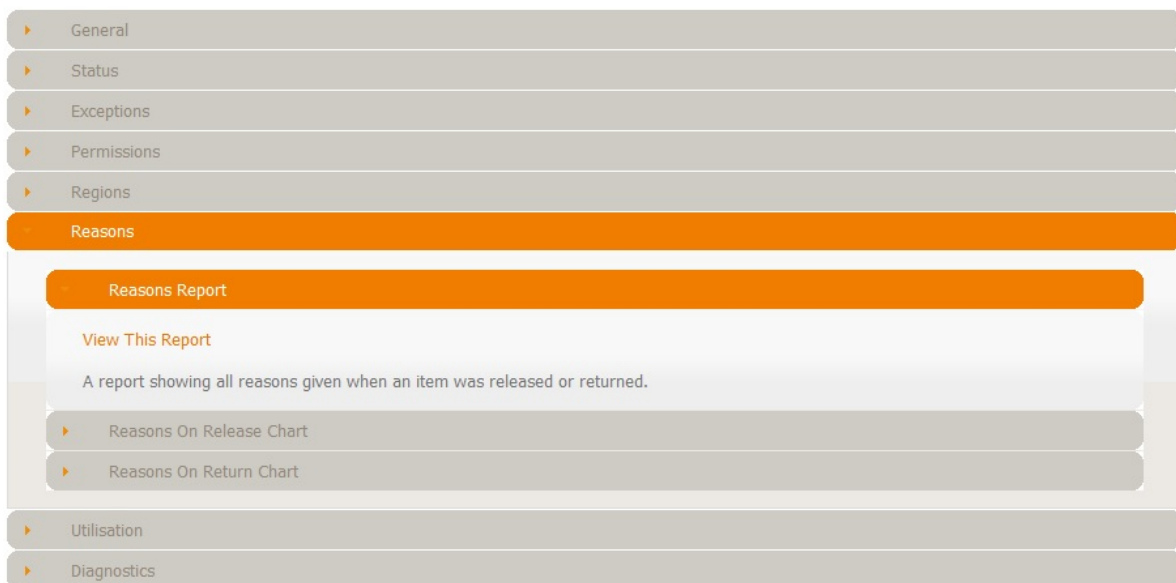 General
Status
Exceptions
Permissions
Regions
Reasons
Reasons Report
View This Report
A report showing all reasons given when an item was released or returned.
Reasons On Release Chart
Reasons On Return Chart
Utilisation
Diagnostics